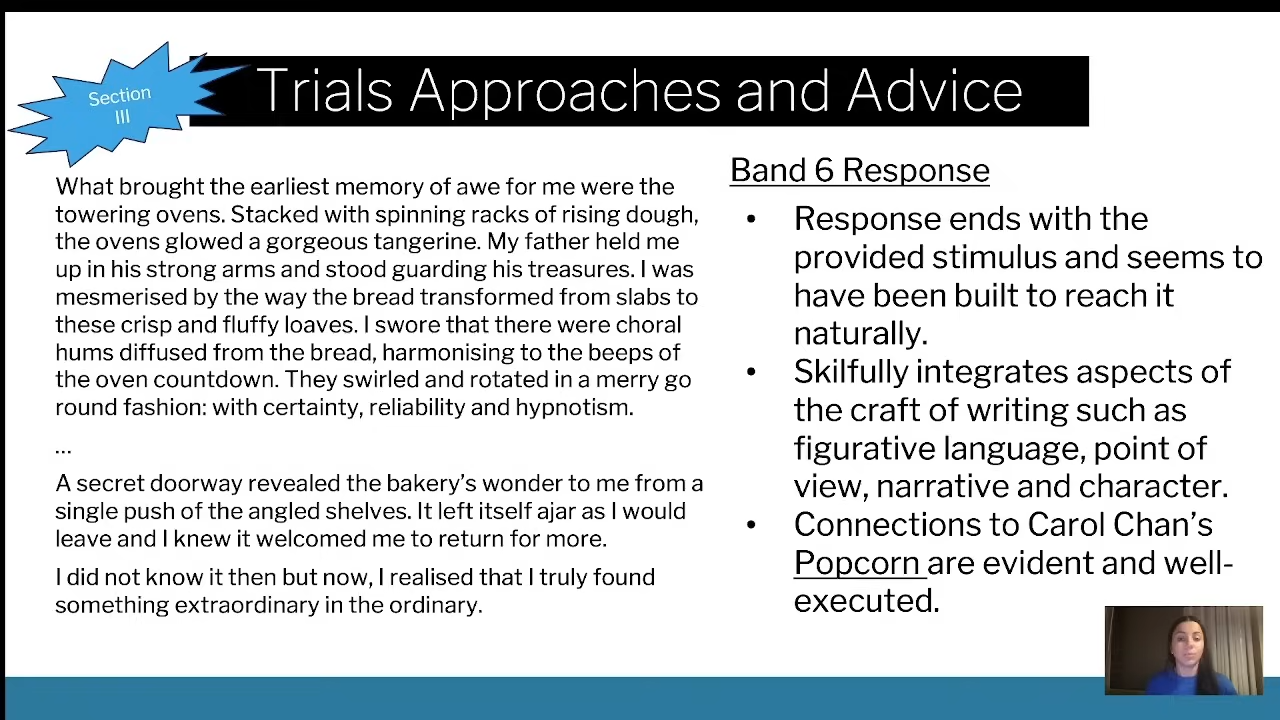 Section
III
Trials Approaches and Advice
What brought the earliest memory of awe for me were the
towering ovens. Stacked with spinning racks of rising dough,
the ovens glowed a gorgeous tangerine. My father held me
up in his strong arms and stood guarding his treasures. I was
mesmerised by the way the bread transformed from slabs to
these crisp and fluffy loaves. I swore that there were choral
hums diffused from the bread, harmonising to the beeps of
the oven countdown. They swirled and rotated in a merry go
round fashion: with certainty, reliability and hypnotism.
...
A secret doorway revealed the bakery’s wonder to me from a
single push of the angled shelves. It left itself ajar as I would
leave and I knew it welcomed me to return for more.
I did not know it then but now, I realised that I truly found
something extraordinary in the ordinary.
Band 6 Response
• Response ends with the
provided stimulus and seems to
have been built to reach it
naturally.
• Skilfully integrates aspects of
the craft of writing such as
figurative language, point of
view, narrative and character.
• Connections to Carol Chan’s
Popcorn are evident and well-
executed.